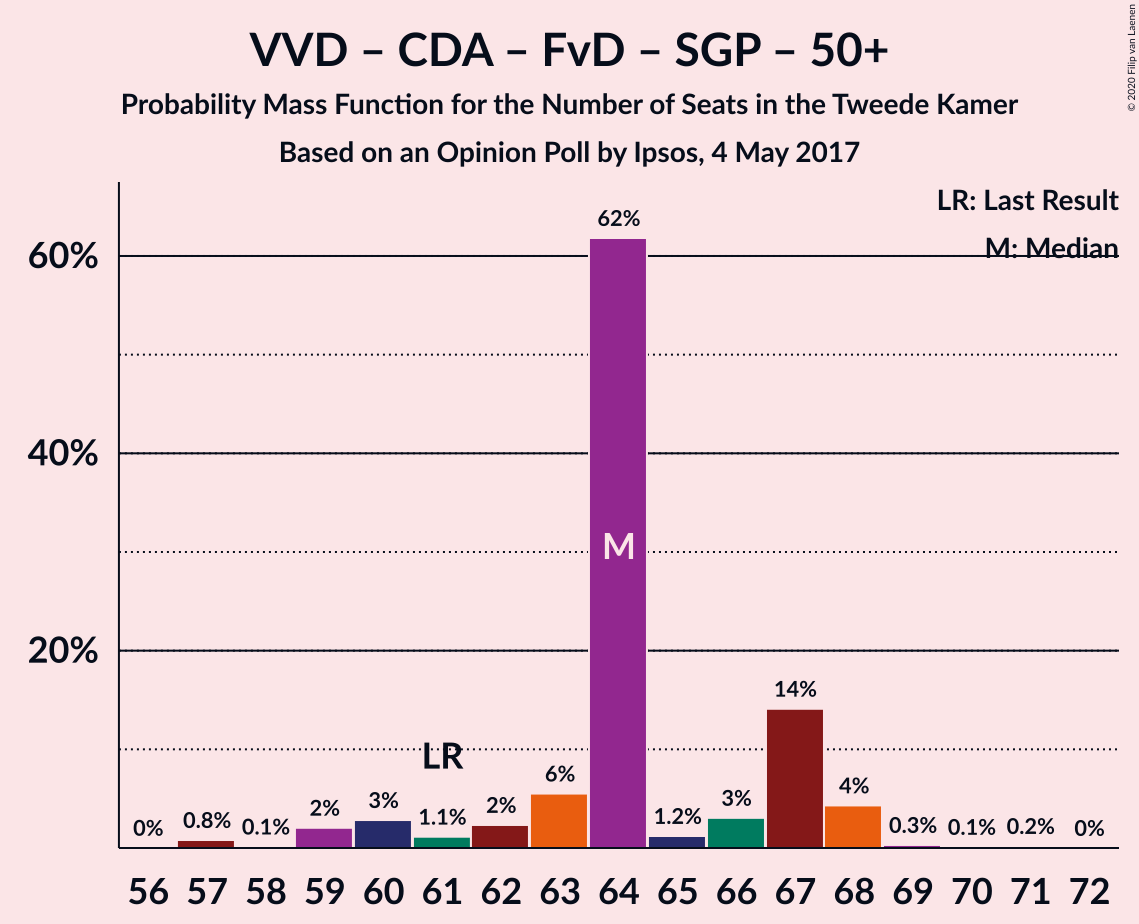 VVD – CDA – FvD – SGP – 50+
Probability Mass Function for the Number of Seats in the Tweede Kamer
Based on an Opinion Poll by Ipsos, 4 May 2017
© 2020 Filip van Laenen
LR: Last Result
M: Median
60%
40%
20%
0%
0.8%
0.1%
2%
3%
1.1%
LR
2%
6%
62%
M
1.2%
3%
14%
4%
0.3%
0.1%
0.2%
0%
56 57 58 59 60 61 62 63 64 65 66 67 68 69 70 71 72